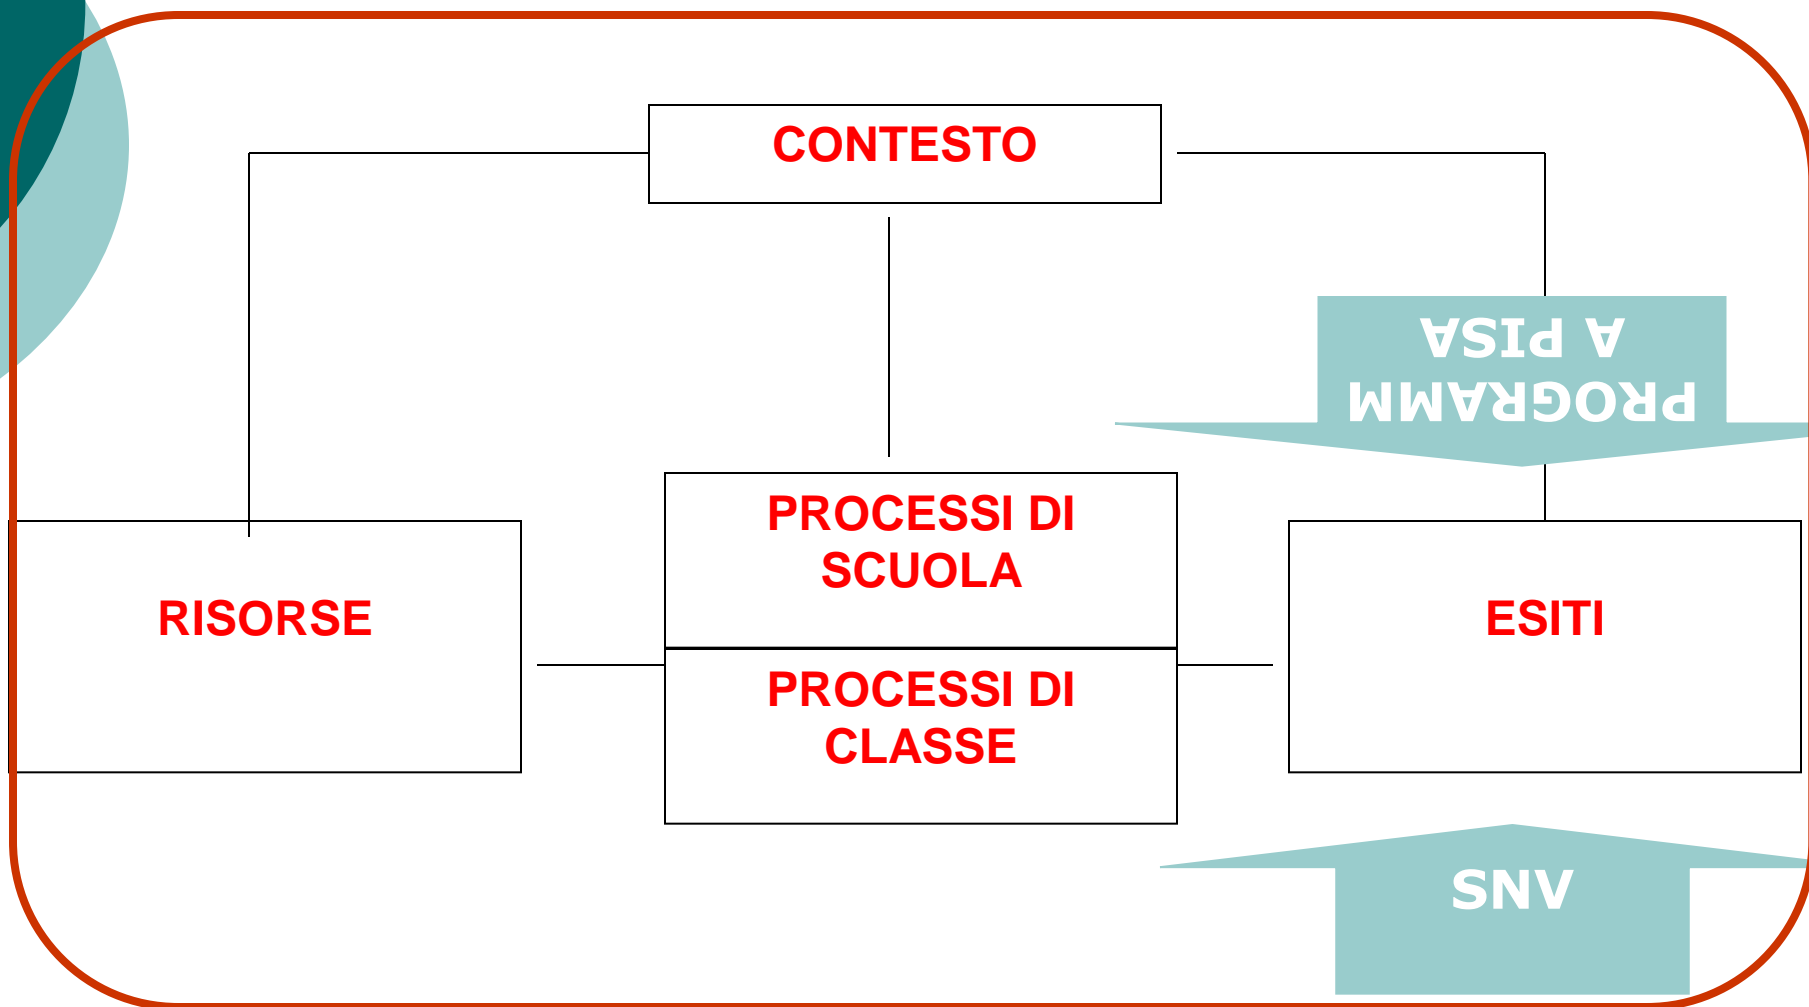 CONTESTO
PROGRAMM
A PISA
PROCESSI DI
SCUOLA
RISORSE
ESITI
PROCESSI DI
CLASSE
SNV